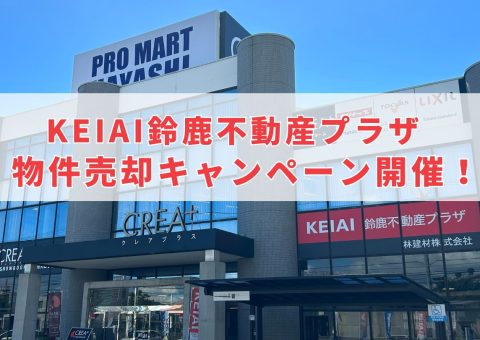 PRO MART
HAYASHI
TOCLAS
LIXIL
KEIAI鈴鹿不動産プラザ
物件売却キャンペーン開催！
CREA+
クレアプラス
KEIAI 鈴鹿不動産プラザ
林建材株式会社
CREA
KEIAI